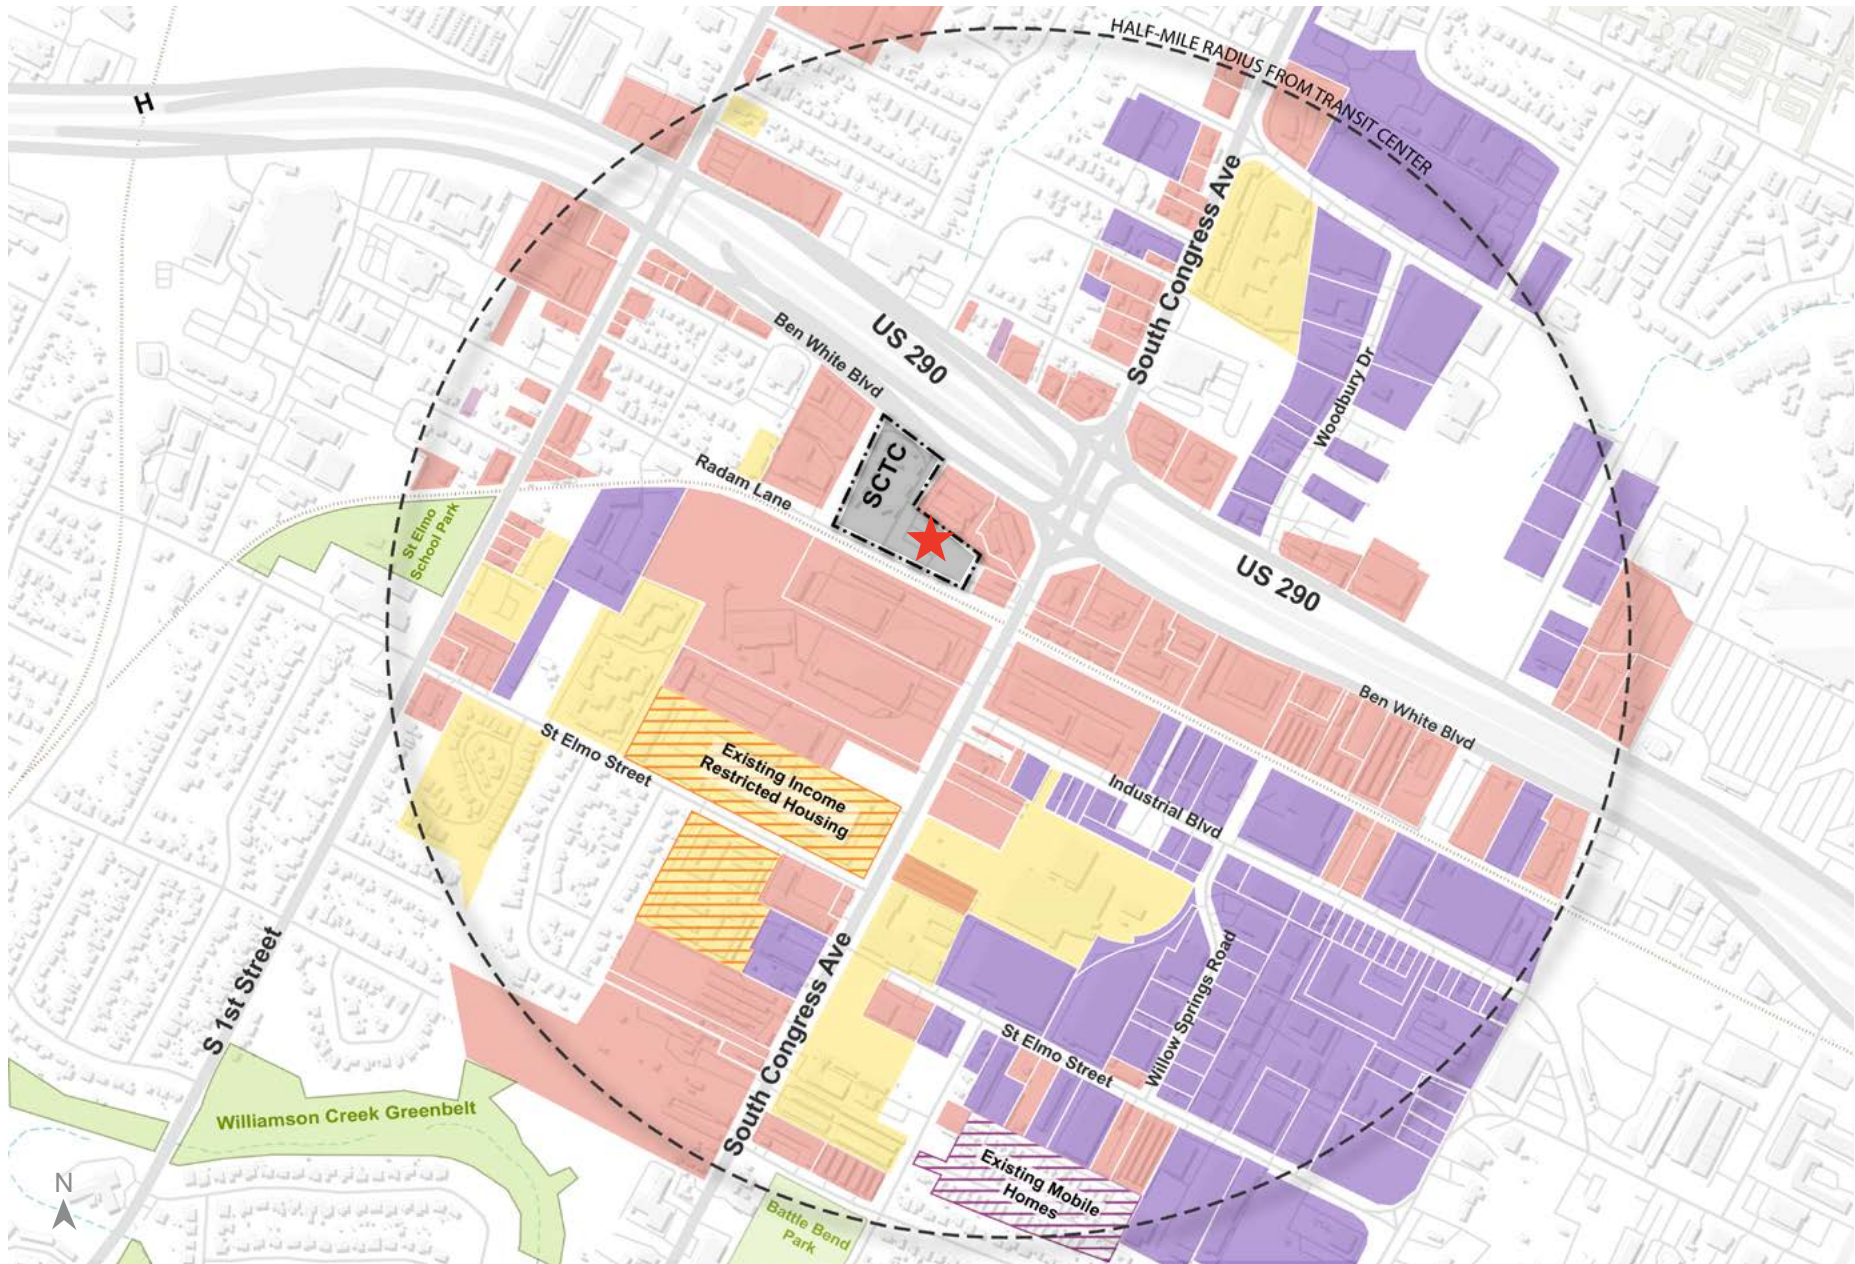 HALF-MILE RADIUS FROM TRANSIT CENTER
H
South Congress Ave
US 290
Ben White Blvd
Woodbury Dr
SCTC
Radam Lane
St Elmo
School Park
US 290
Ben White Blvd
St Elmo Street
Existing Income
Restricted Housing
Industrial Blvd
S 1st Street
South Congress Ave
Willow Springs Road
St Elmo Street
Williamson Creek Greenbelt
Existing Mobile
Homes
Battle Bend
Park
N